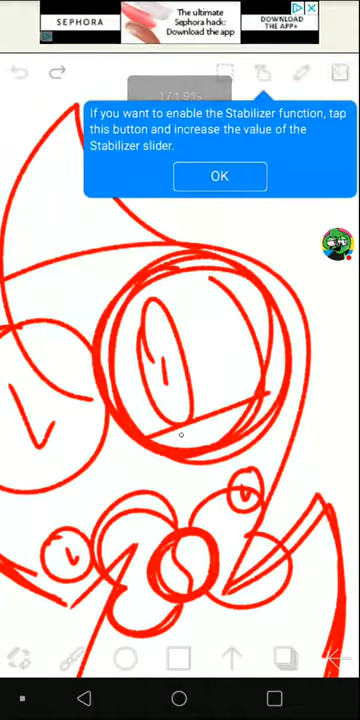 SEPHORA
The ultimate
Sephora hack:
Download the app
DOWNLOAD
THE APP▸
171.9%
If you want to enable the Stabilizer function, tap
this button and increase the value of the
Stabilizer slider.
OK